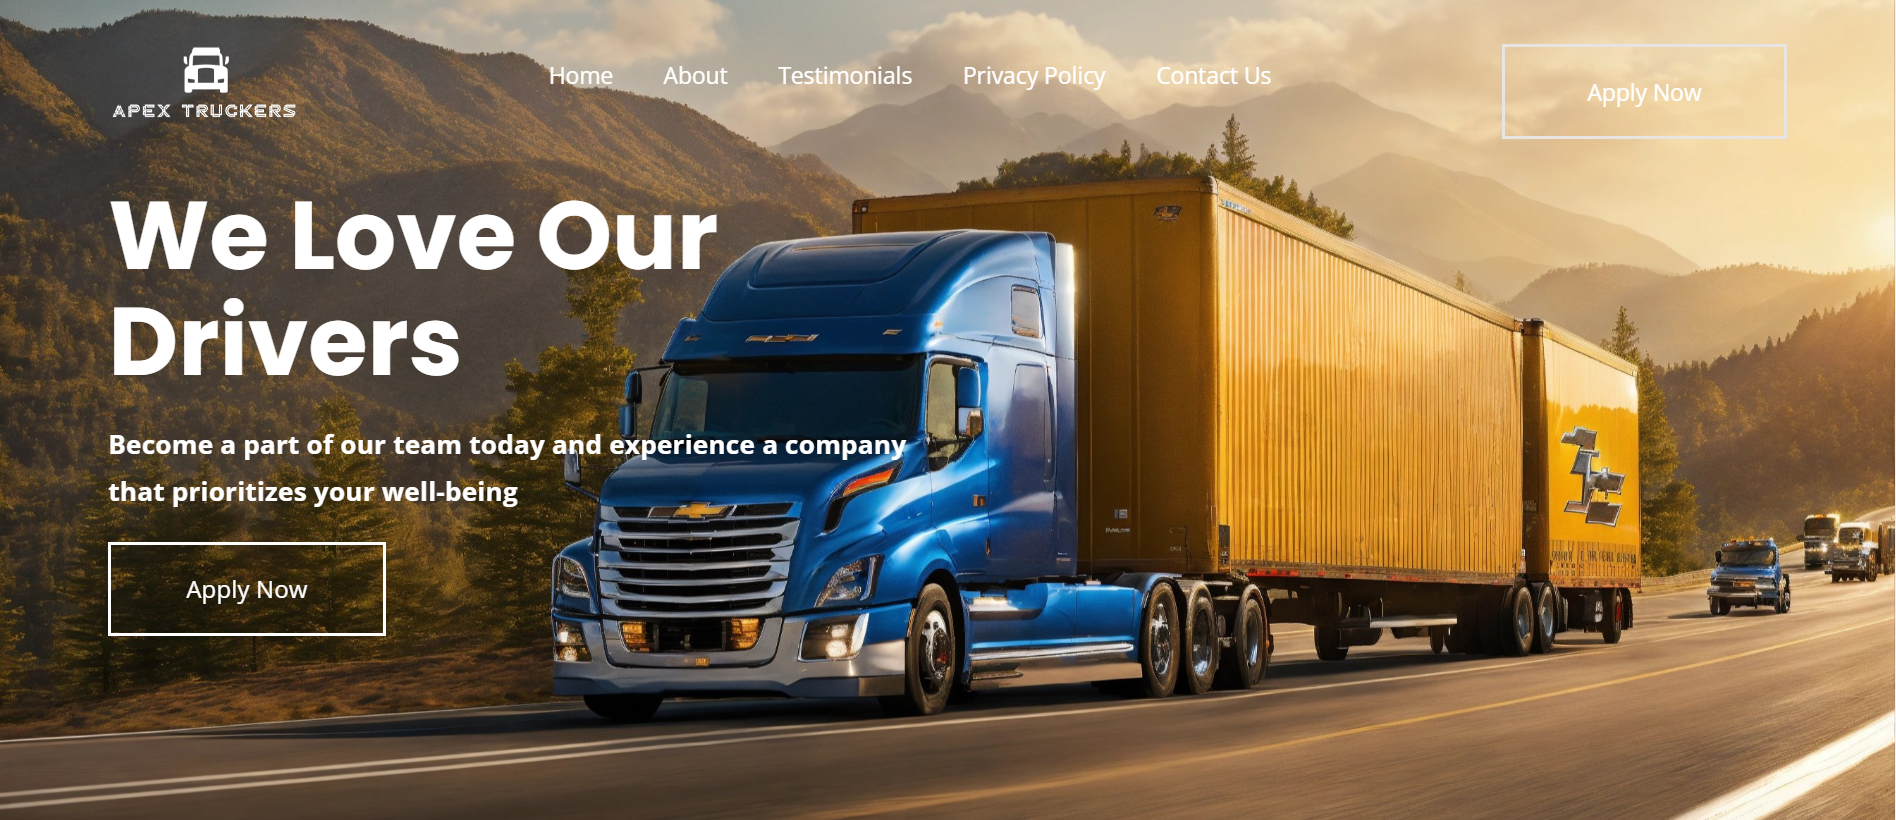 APEX TRUCKERS
Home About Testimonials Privacy Policy Contact Us
Apply Now
We Love Our
Drivers
Become a part of our team today and experience a company
that prioritizes your well-being
Apply Now